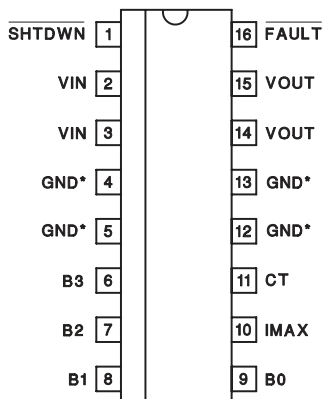 SHTDWN 1 16 FAULT
VIN 2 15 VOUT
VIN 3 14 VOUT
GND* 4 13 GND*
GND* 5 12 GND*
B3 6 11 CT
B2 7 10 IMAX
B1 8 9 B0